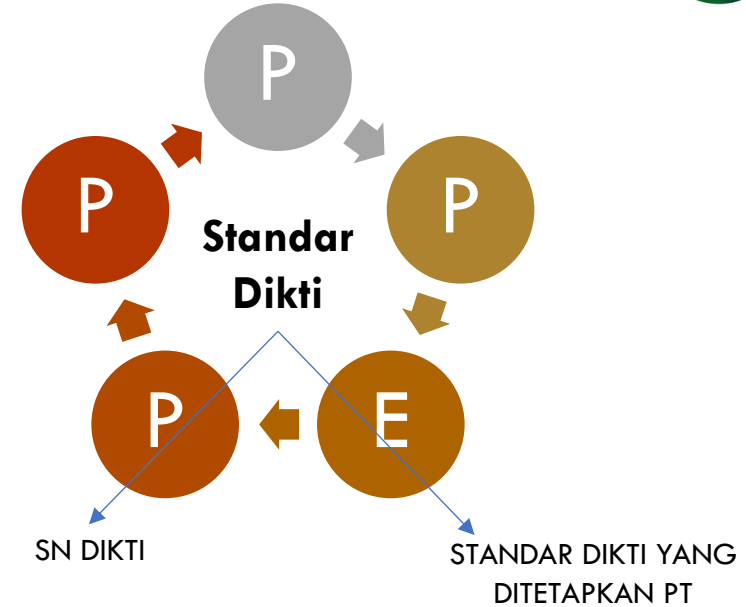 P
P
P
Standar
Dikti
P
E
SN DIKTI
STANDAR DIKTI YANG
DITETAPKAN PT